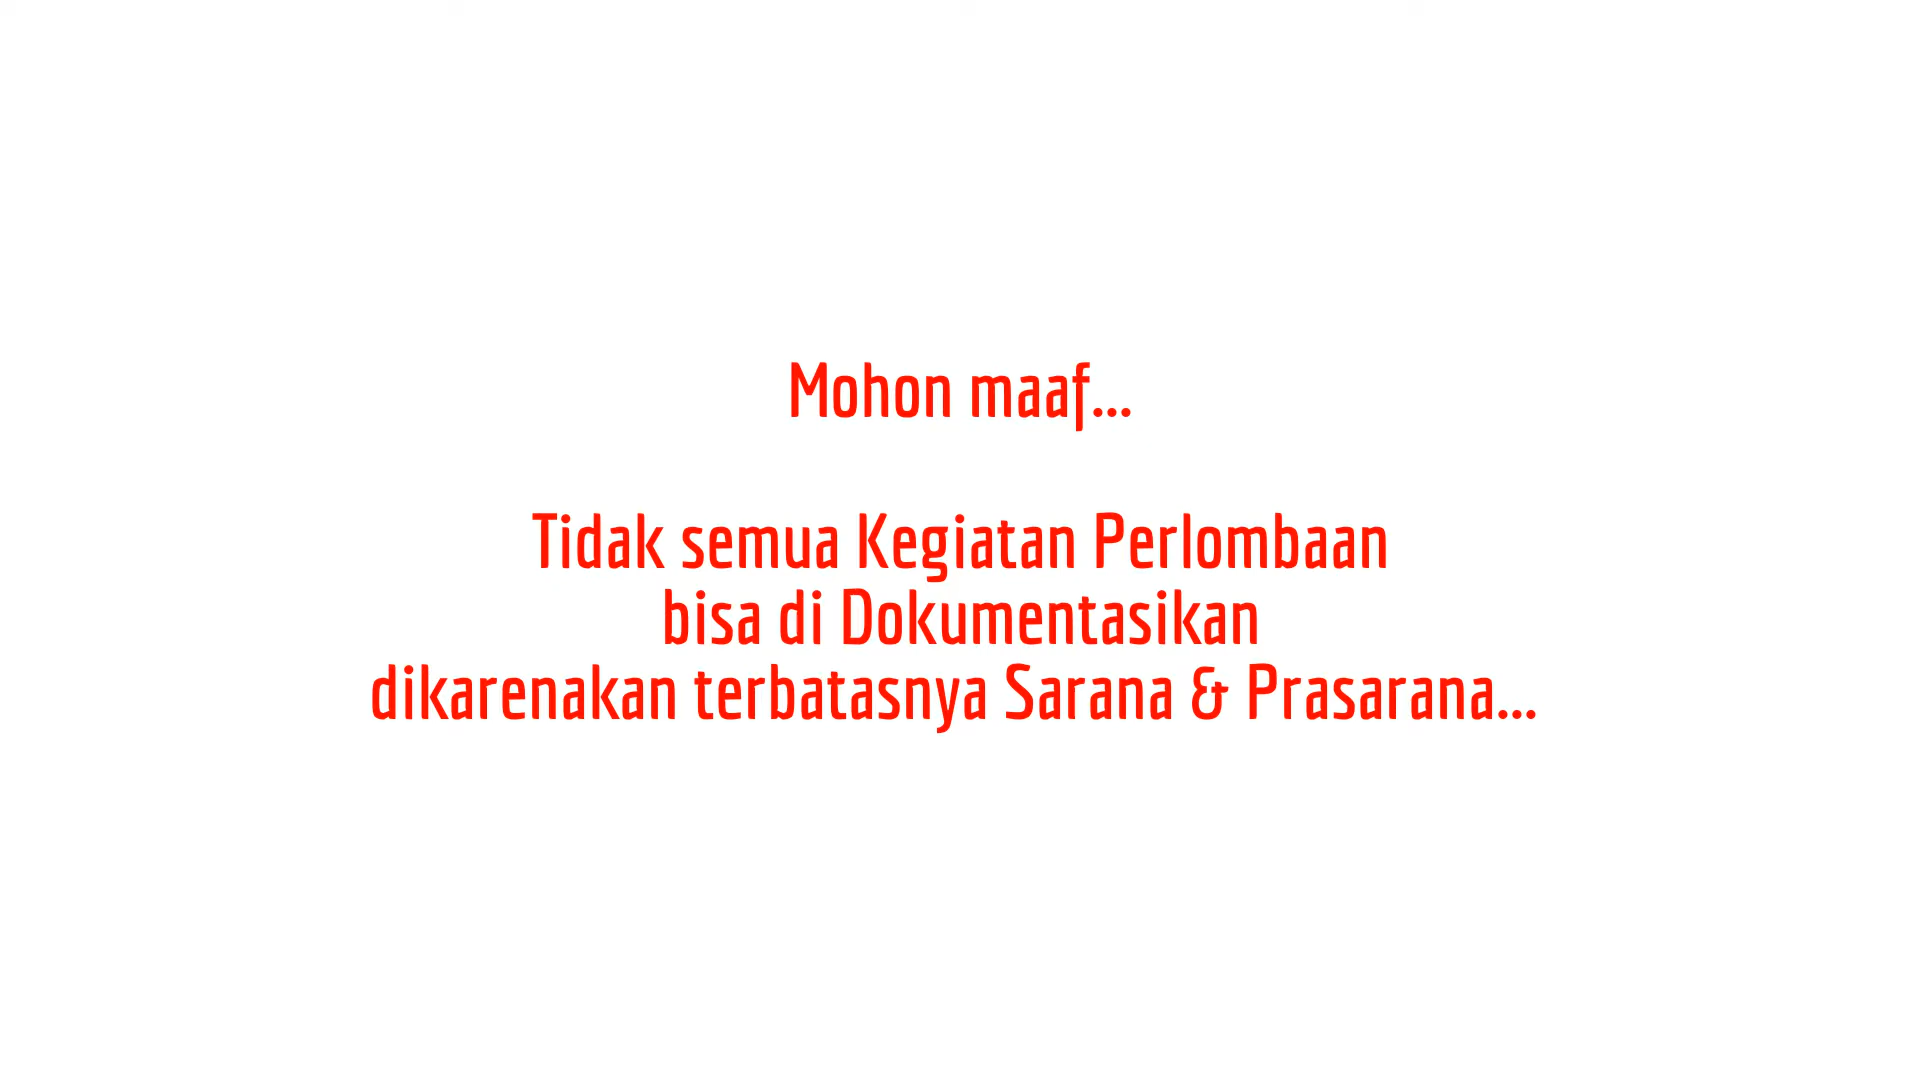 Mohon maaf...
Tidak semua Kegiatan Perlombaan
bisa di Dokumentasikan
dikarenakan terbatasnya Sarana & Prasarana...